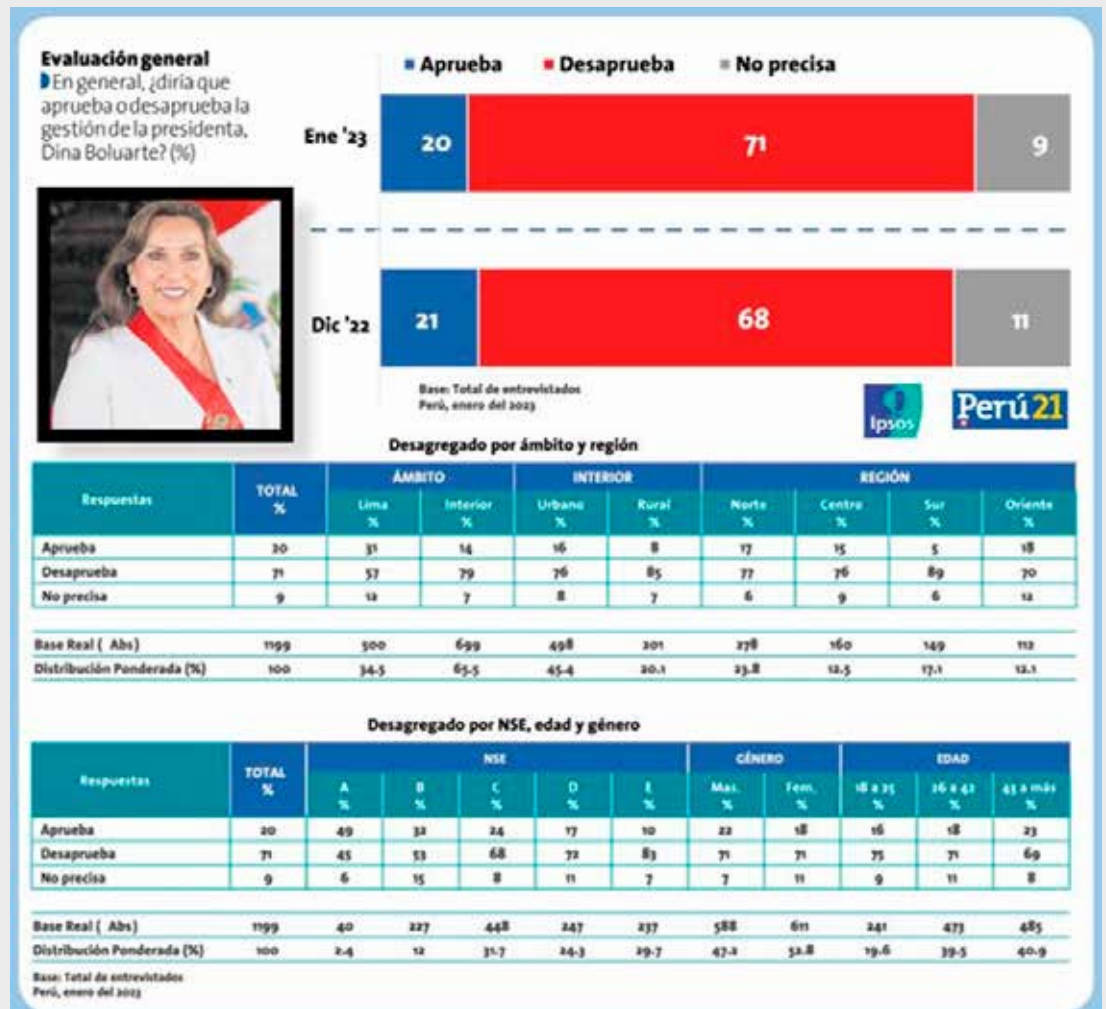 Evaluación general
En general, ¿diría que
aprueba o desaprueba la
gestión de la presidenta,
Dina Boluarte? (%)
Aprueba Desaprueba No precisa
Ene '23 20 71 9
Dic '22 21 68 11
Base: Total de entrevistados
Perú, enero del 2023
Ipsos Perú21
Desagregado por ámbito y región
Respuestas TOTAL % ÁMBITO INTERIOR REGIÓN
Lima % Interior % Urbano % Rural % Norte % Centro % Sur % Oriente %
Aprueba 20 31 14 16 8 17 15 5 18
Desaprueba 71 57 79 76 85 77 76 89 70
No precisa 9 12 7 8 7 6 9 6 12
Base Real ( Abs) 1199 500 699 498 201 278 160 149 112
Distribución Ponderada (%) 100 34.5 65.5 45.4 20.1 23.8 12.5 17.1 12.1
Desagregado por NSE, edad y género
Respuestas TOTAL % NSE GÉNERO EDAD
A % B % C % D % E % Mas. % Fem. % 18 a 25 % 26 a 42 % 43 a más %
Aprueba 20 49 32 24 17 10 22 18 16 18 23
Desaprueba 71 45 53 68 72 83 71 71 75 71 69
No precisa 9 6 15 8 11 7 7 11 9 11 8
Base Real ( Abs) 1199 40 227 448 247 237 588 611 241 473 485
Distribución Ponderada (%) 100 2.4 12 31.7 24.3 29.7 47.2 52.8 19.6 39.5 40.9
Base: Total de entrevistados
Perú, enero del 2023